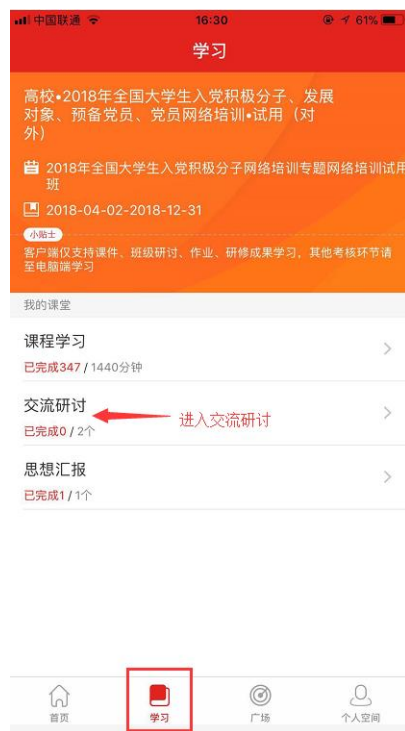 中国联通 16:30 61%
学习
高校•2018年全国大学生入党积极分子、发展
对象、预备党员、党员网络培训•试用（对
外）
2018年全国大学生入党积极分子网络培训专题网络培训试用
班
2018-04-02-2018-12-31
小贴士
客户端仅支持课件、班级研讨、作业、研修成果学习，其他考核环节请
至电脑端学习
我的课堂
课程学习
已完成347 / 1440分钟
交流研讨
进入交流研讨
已完成0 / 2个
思想汇报
已完成1 / 1个
首页 学习 广场 个人空间